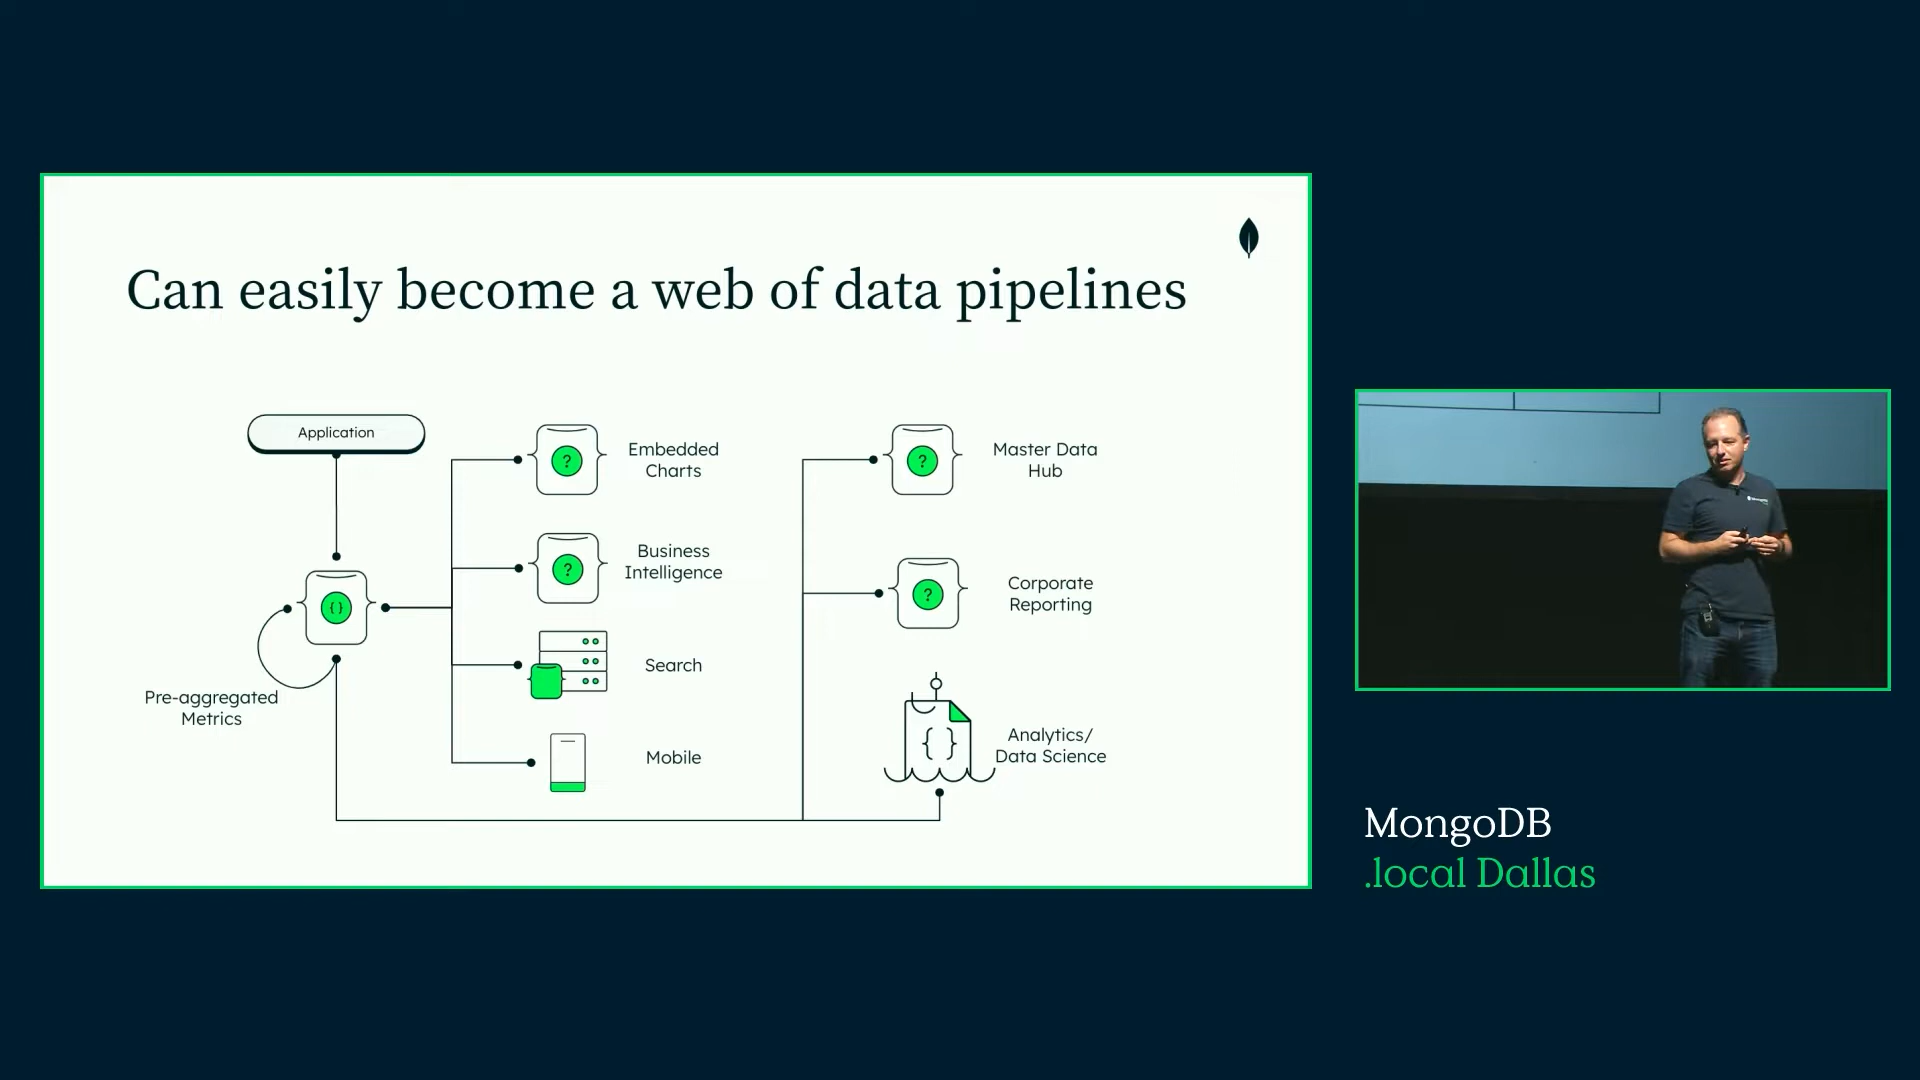 Can easily become a web of data pipelines
Application
{ }
Pre-aggregated
Metrics
?
Embedded
Charts
?
Business
Intelligence
Search
Mobile
?
Master Data
Hub
?
Corporate
Reporting
{ }
Analytics/
Data Science
MongoDB
.local Dallas